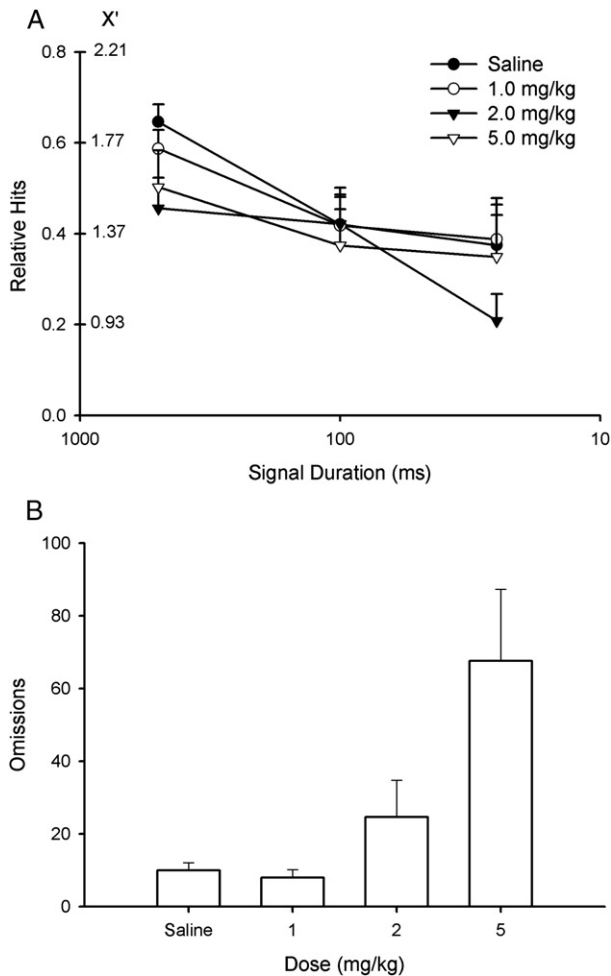 A
X'
0.8
2.21
Saline
1.0 mg/kg
2.0 mg/kg
5.0 mg/kg
0.6
1.77
Relative Hits
0.4
1.37
0.2
0.93
0.0
1000
100
10
Signal Duration (ms)
B
100
80
60
Omissions
40
20
0
Saline
1
2
5
Dose (mg/kg)